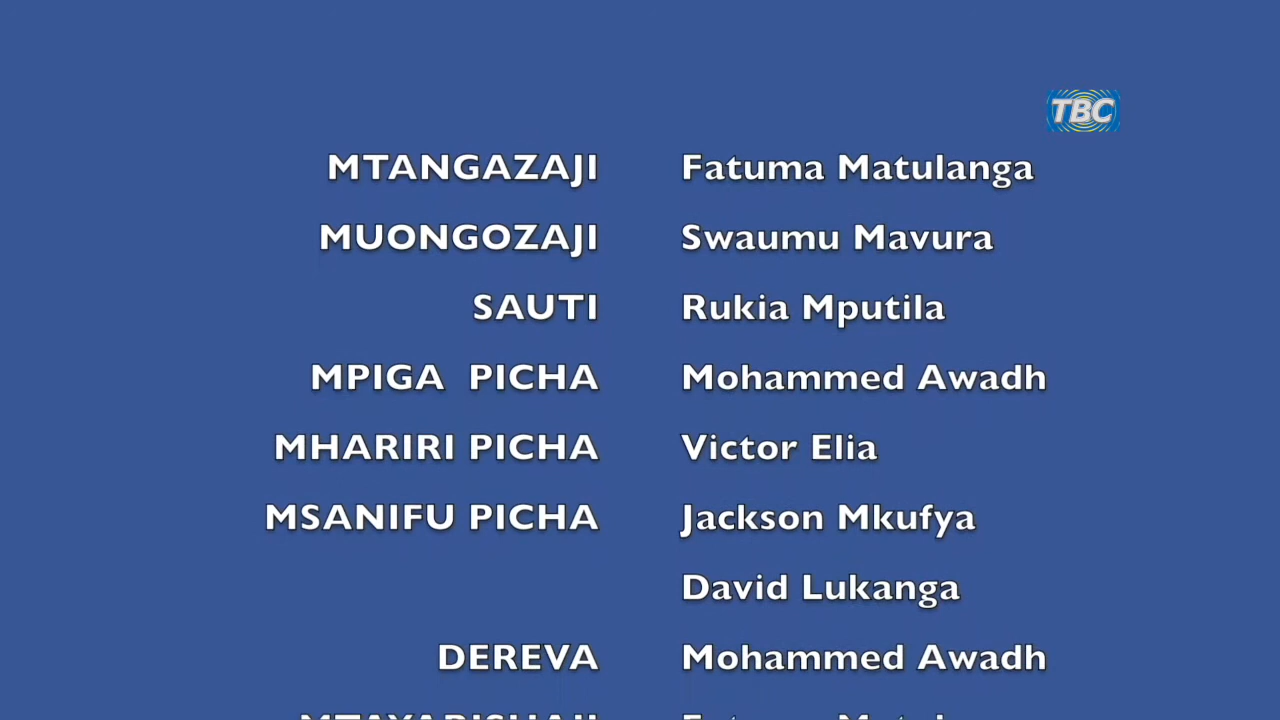 TBC
MTANGAZAJI Fatuma Matulanga
MUONGOZAJI Swaumu Mavura
SAUTI Rukia Mputila
MPIGA PICHA Mohammed Awadh
MHARIRI PICHA Victor Elia
MSANIFU PICHA Jackson Mkufya
David Lukanga
DEREVA Mohammed Awadh